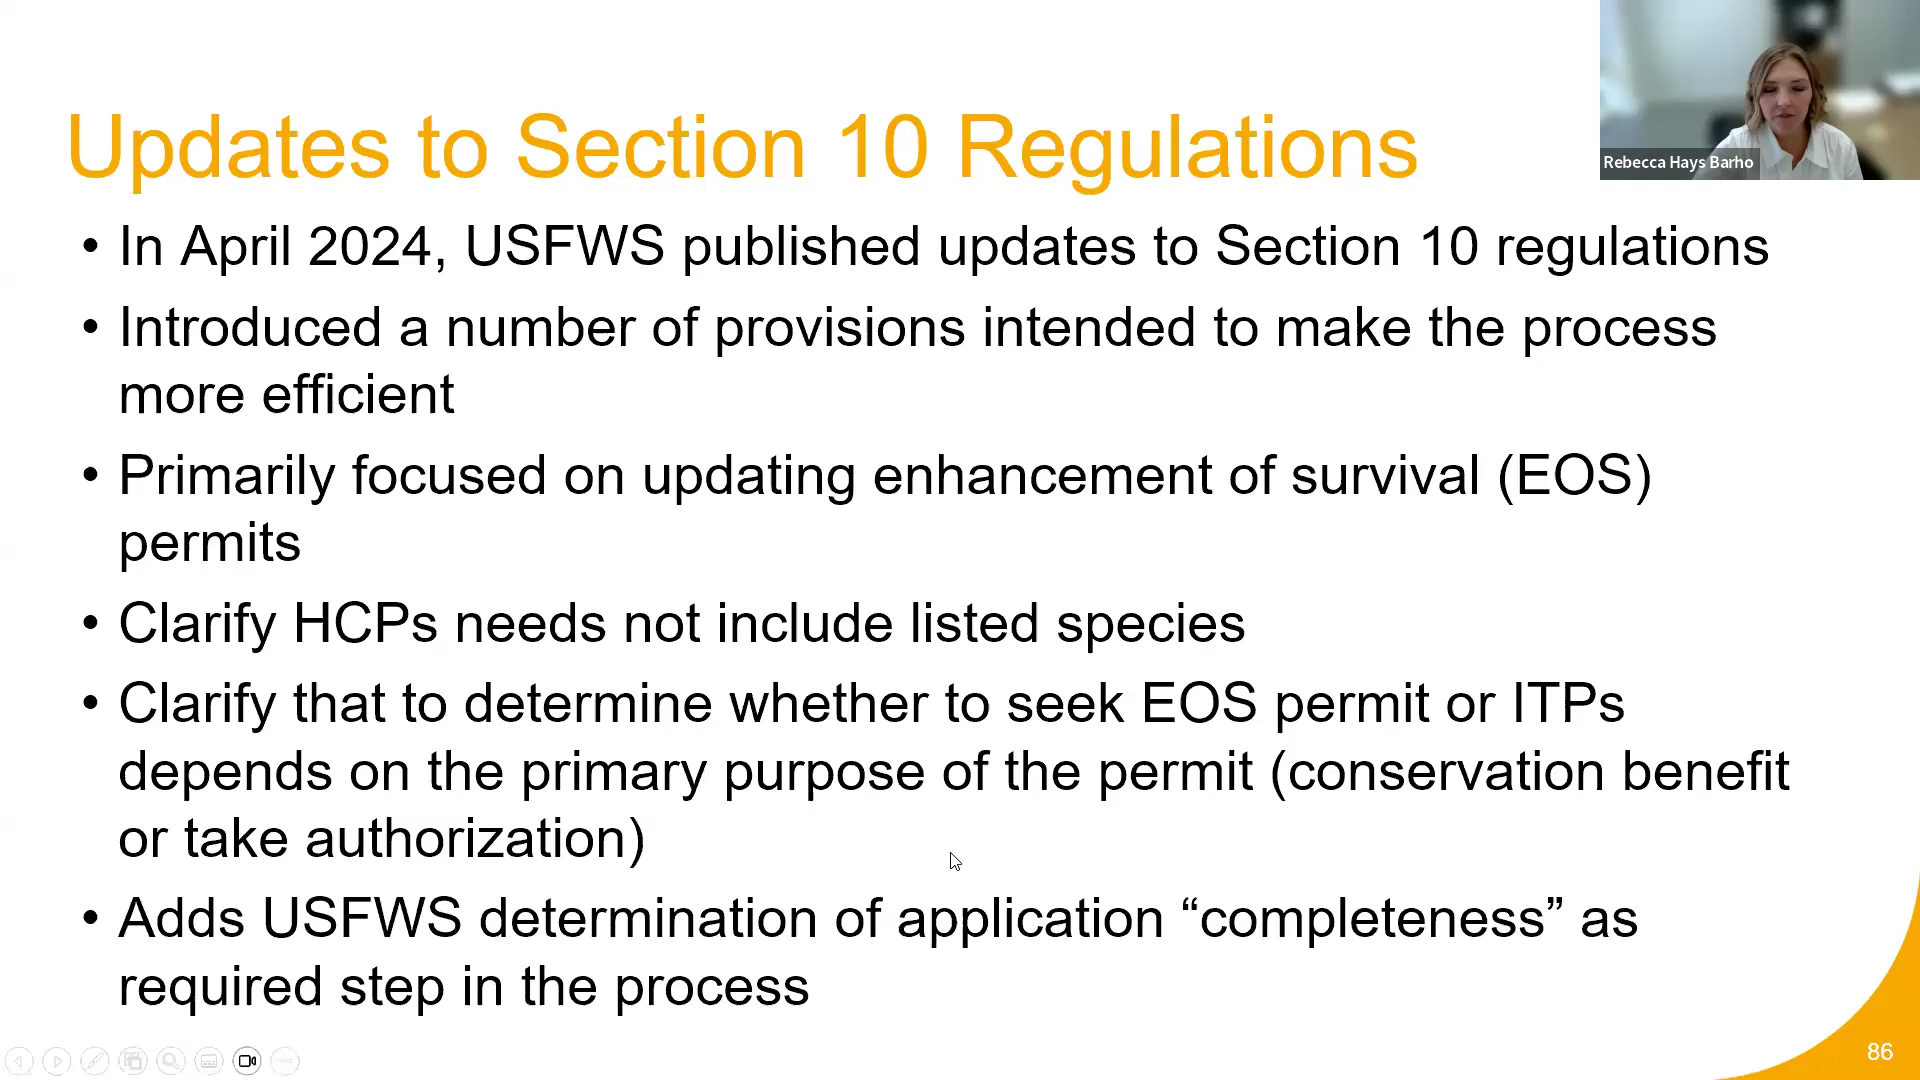 Updates to Section 10 Regulations
Rebecca Hays Barho
• In April 2024, USFWS published updates to Section 10 regulations
• Introduced a number of provisions intended to make the process
more efficient
• Primarily focused on updating enhancement of survival (EOS)
permits
• Clarify HCPs needs not include listed species
• Clarify that to determine whether to seek EOS permit or ITPs
depends on the primary purpose of the permit (conservation benefit
or take authorization)
• Adds USFWS determination of application “completeness” as
required step in the process
86